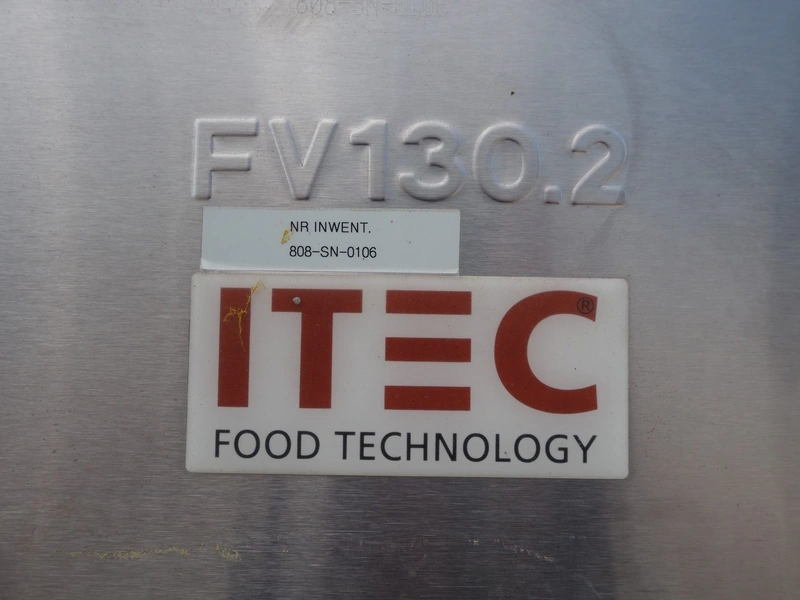 FV130.2
NR INWENT.
808-SN-0106
ITEC®
FOOD TECHNOLOGY